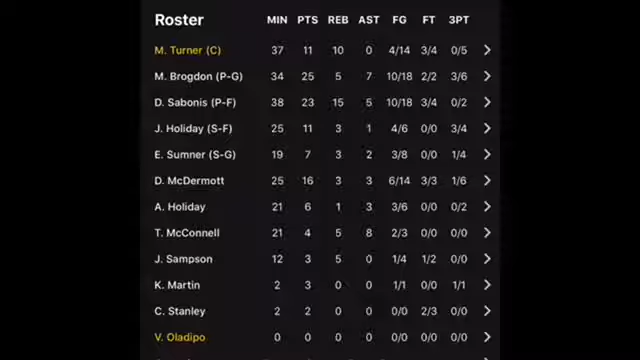 Roster MIN PTS REB AST FG FT 3PT
M. Turner (C) 37 11 10 0 4/14 3/4 0/5
M. Brogdon (P-G) 34 25 5 7 10/18 2/2 3/6
D. Sabonis (P-F) 38 23 15 5 10/18 3/4 0/2
J. Holiday (S-F) 25 11 3 1 4/6 0/0 3/4
E. Sumner (S-G) 19 7 3 2 3/8 0/0 1/4
D. McDermott 25 16 3 3 6/14 3/3 1/6
A. Holiday 21 6 1 3 3/6 0/0 0/2
T. McConnell 21 4 5 8 2/3 0/0 0/0
J. Sampson 12 3 5 0 1/4 1/2 0/0
K. Martin 2 3 0 0 1/1 0/0 1/1
C. Stanley 2 2 0 0 0/0 2/3 0/0
V. Oladipo 0 0 0 0 0/0 0/0 0/0